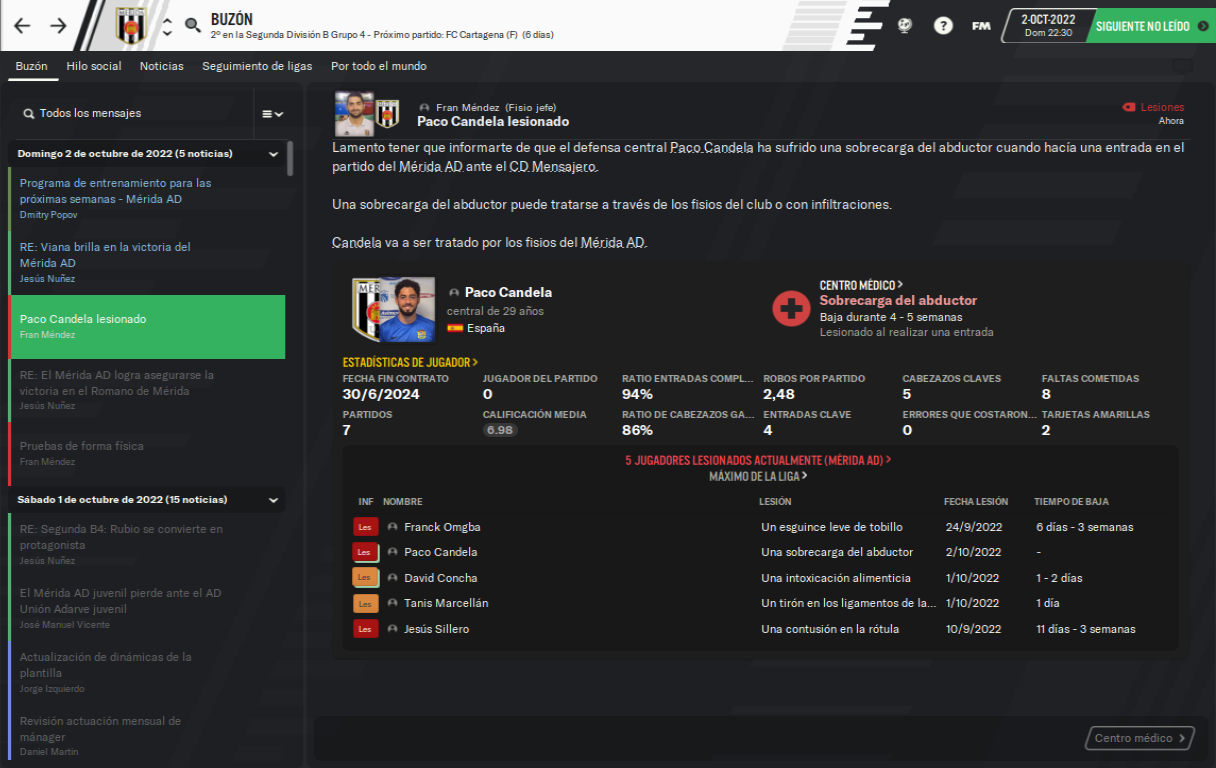 BUZÓN
2º en la Segunda División B Grupo 4 - Próximo partido: FC Cartagena (F) (6 días)
FM
2-OCT-2022
Dom 22:30
SIGUIENTE NO LEÍDO
Buzón Hilo social Noticias Seguimiento de ligas Por todo el mundo
Todos los mensajes
Domingo 2 de octubre de 2022 (5 noticias)
Programa de entrenamiento para las
próximas semanas - Mérida AD
Dmitry Popov
RE: Viana brilla en la victoria del
Mérida AD
Jesús Nuñez
Paco Candela lesionado
Fran Méndez
RE: El Mérida AD logra asegurarse la
victoria en el Romano de Mérida
Jesús Nuñez
Pruebas de forma física
Fran Méndez
Sábado 1 de octubre de 2022 (15 noticias)
RE: Segunda B4: Rubio se convierte en
protagonista
Jesús Nuñez
El Mérida AD juvenil pierde ante el AD
Unión Adarve juvenil
José Manuel Vicente
Actualización de dinámicas de la
plantilla
Jorge Izquierdo
Revisión actuación mensual de
mánager
Daniel Martín
Fran Méndez (Fisio jefe)
Paco Candela lesionado
Lesiones
Ahora
Lamento tener que informarte de que el defensa central Paco Candela ha sufrido una sobrecarga del abductor cuando hacía una entrada en el
partido del Mérida AD ante el CD Mensajero.
Una sobrecarga del abductor puede tratarse a través de los fisios del club o con infiltraciones.
Candela va a ser tratado por los fisios del Mérida AD.
Paco Candela
central de 29 años
España
CENTRO MÉDICO >
Sobrecarga del abductor
Baja durante 4 - 5 semanas
Lesionado al realizar una entrada
ESTADÍSTICAS DE JUGADOR >
FECHA FIN CONTRATO JUGADOR DEL PARTIDO RATIO ENTRADAS COMPL... ROBOS POR PARTIDO CABEZAZOS CLAVES FALTAS COMETIDAS
30/6/2024 0 94% 2,48 5 8
PARTIDOS CALIFICACIÓN MEDIA RATIO DE CABEZAZOS GA... ENTRADAS CLAVE ERRORES QUE COSTARON... TARJETAS AMARILLAS
7 6.98 86% 4 0 2
5 JUGADORES LESIONADOS ACTUALMENTE (MÉRIDA AD) >
MÁXIMO DE LA LIGA >
INF NOMBRE LESIÓN FECHA LESIÓN TIEMPO DE BAJA
Les Franck Omgba Un esguince leve de tobillo 24/9/2022 6 días - 3 semanas
Les Paco Candela Una sobrecarga del abductor 2/10/2022 -
Les David Concha Una intoxicación alimenticia 1/10/2022 1 - 2 días
Les Tanis Marcellán Un tirón en los ligamentos de la... 1/10/2022 1 día
Les Jesús Sillero Una contusión en la rótula 10/9/2022 11 días - 3 semanas
Centro médico >